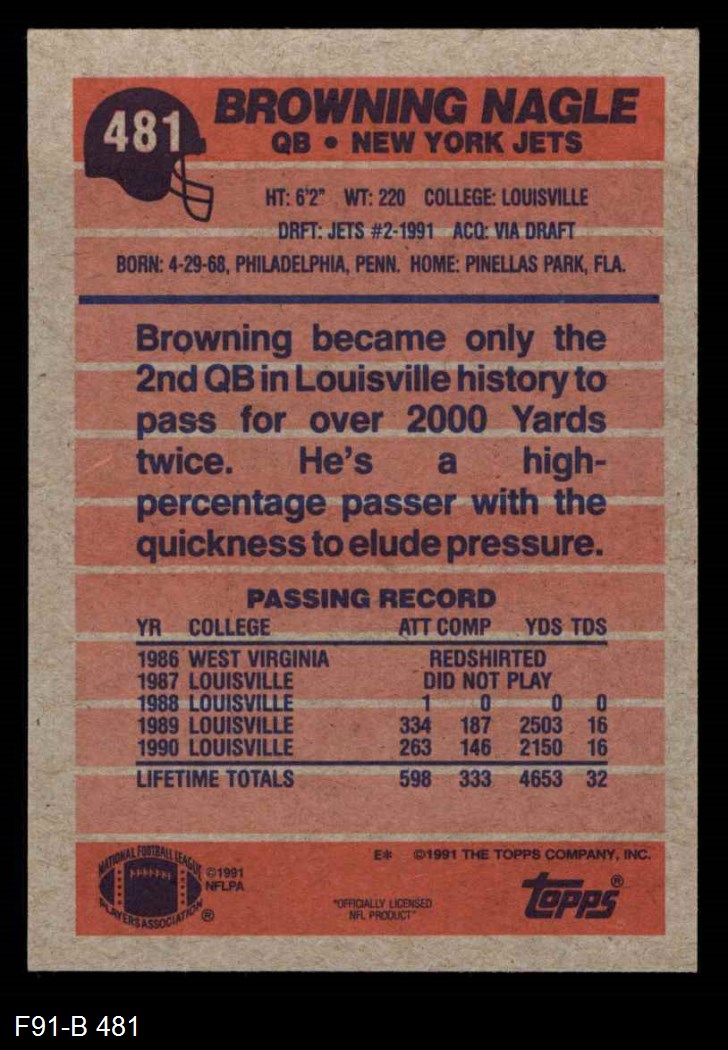 481
BROWNING NAGLE
QB • NEW YORK JETS
HT: 6'2" WT: 220 COLLEGE: LOUISVILLE
DRFT: JETS #2-1991 ACQ: VIA DRAFT
BORN: 4-29-68, PHILADELPHIA, PENN. HOME: PINELLAS PARK, FLA.
Browning became only the
2nd QB in Louisville history to
pass for over 2000 Yards
twice. He's a high-
percentage passer with the
quickness to elude pressure.
PASSING RECORD
YR COLLEGE ATT COMP YDS TDS
1986 WEST VIRGINIA REDSHIRTED
1987 LOUISVILLE DID NOT PLAY
1988 LOUISVILLE 1 0 0 0
1989 LOUISVILLE 334 187 2503 16
1990 LOUISVILLE 263 146 2150 16
LIFETIME TOTALS 598 333 4653 32
E* ©1991 THE TOPPS COMPANY, INC.
NATIONAL FOOTBALL LEAGUE
PLAYERS ASSOCIATION ®
©1991
NFLPA
"OFFICIALLY LICENSED
NFL PRODUCT"
topps®
F91-B 481